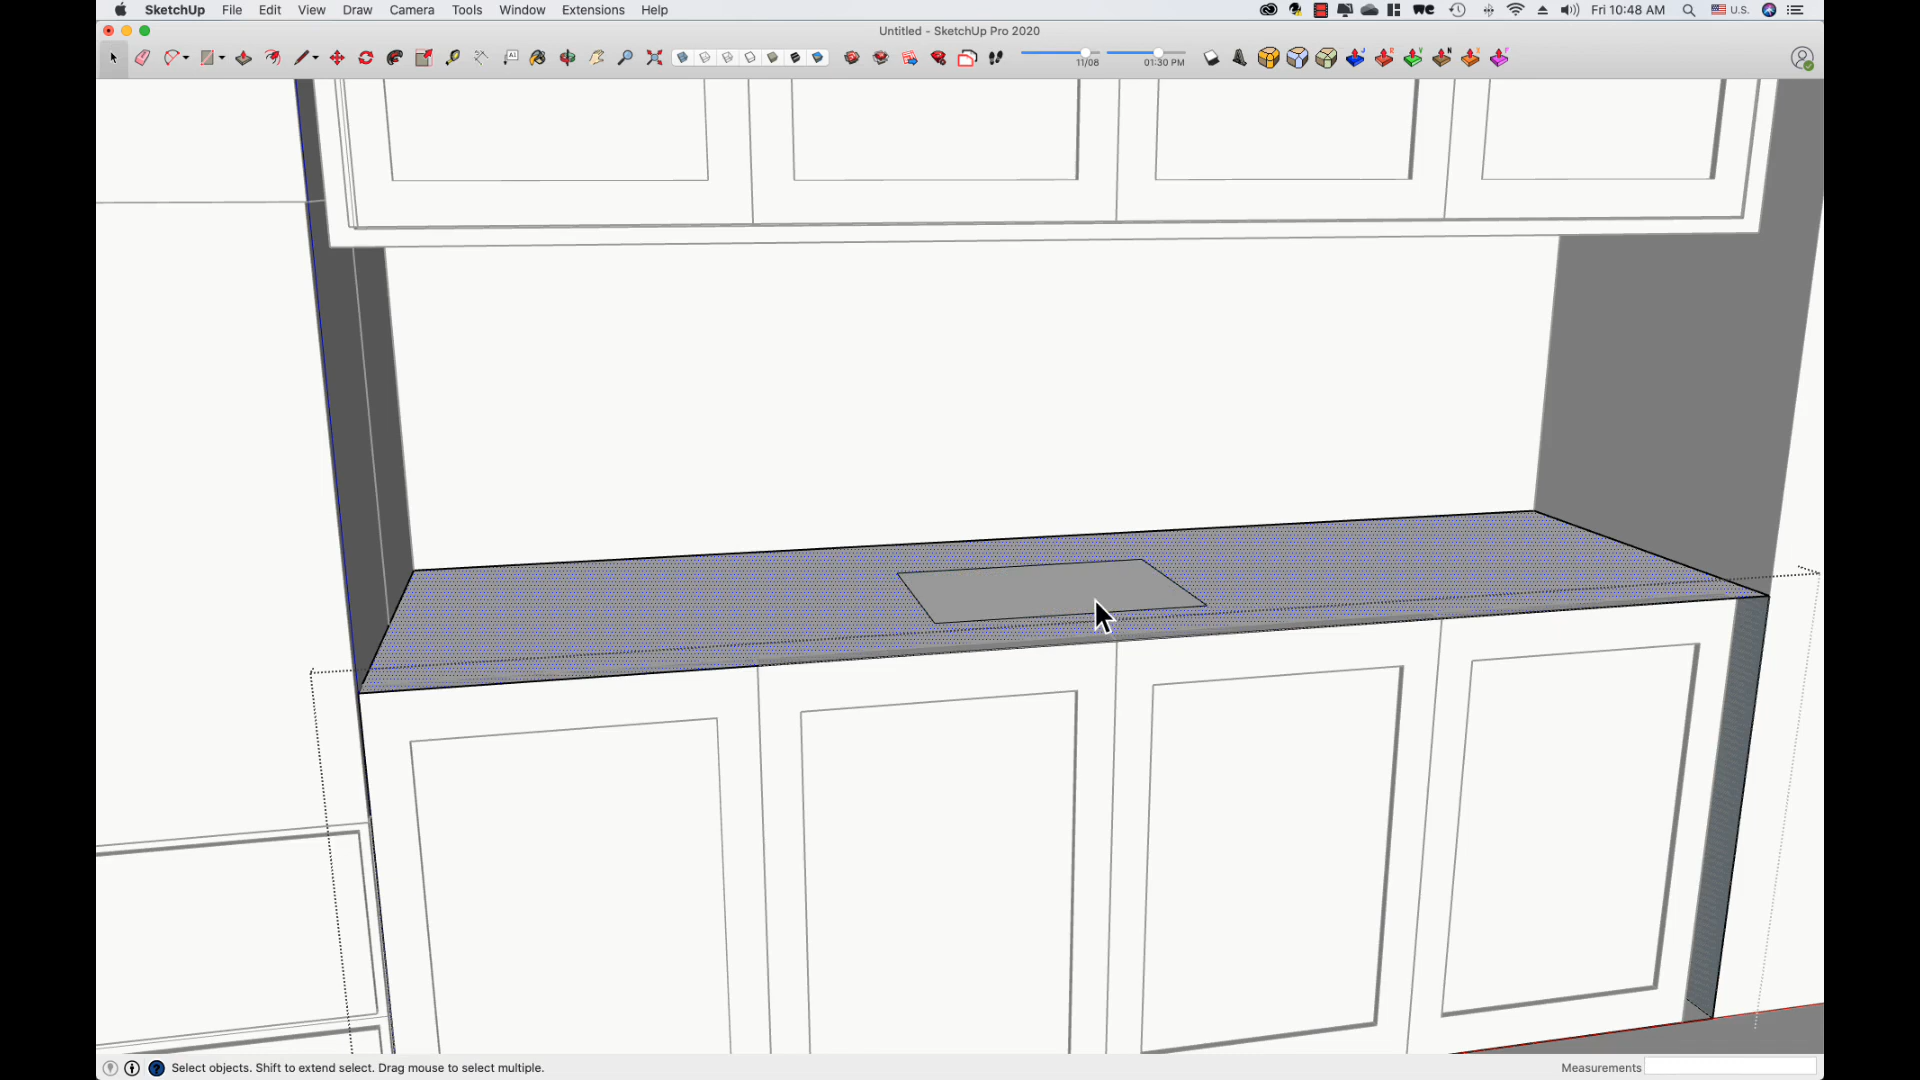 SketchUp File Edit View Draw Camera Tools Window Extensions Help U.S. Fri 10:48 AM
Untitled - SketchUp Pro 2020
11/08 01:30 PM
Select objects. Shift to extend select. Drag mouse to select multiple. Measurements